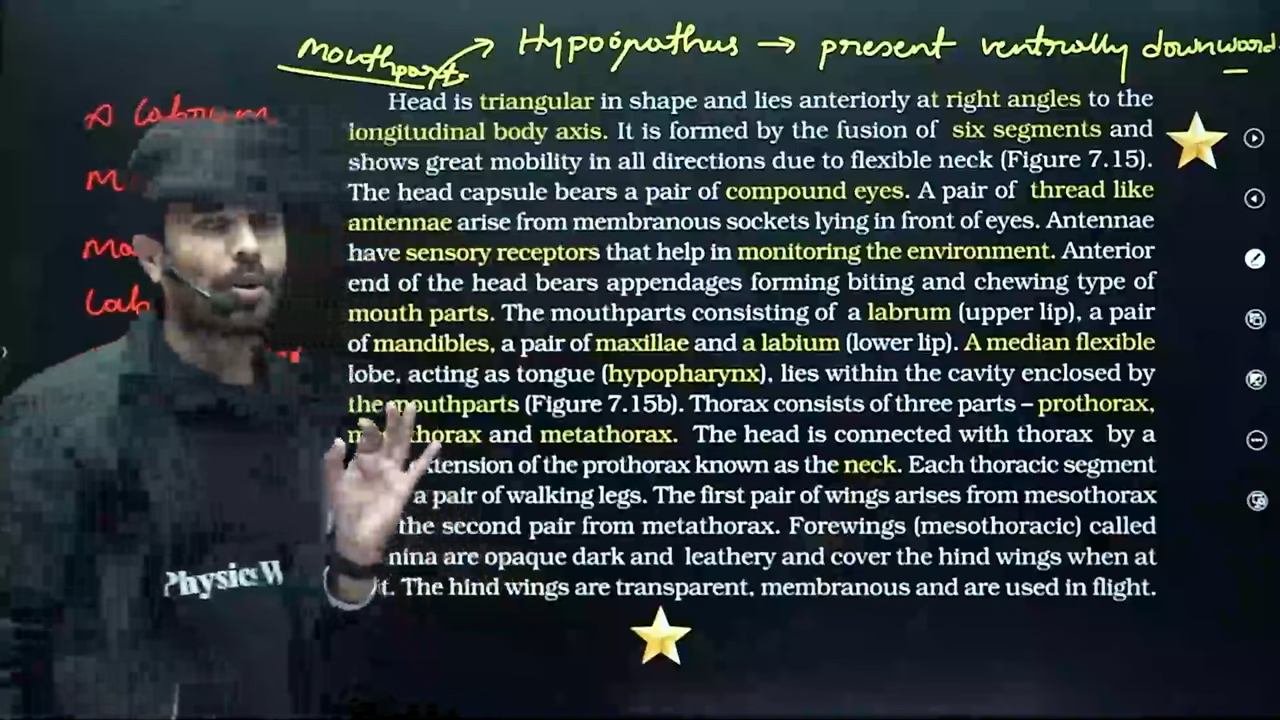 Mouthparts → Hypoópathus → present ventrally downward
Head is triangular in shape and lies anteriorly at right angles to the
A Labrum
longitudinal body axis. It is formed by the fusion of six segments and
shows great mobility in all directions due to flexible neck (Figure 7.15).
M
The head capsule bears a pair of compound eyes. A pair of thread like
antennae arise from membranous sockets lying in front of eyes. Antennae
Ma
have sensory receptors that help in monitoring the environment. Anterior
end of the head bears appendages forming biting and chewing type of
Lab
mouth parts. The mouthparts consisting of a labrum (upper lip), a pair
of mandibles, a pair of maxillae and a labium (lower lip). A median flexible
lobe, acting as tongue (hypopharynx), lies within the cavity enclosed by
the mouthparts (Figure 7.15b). Thorax consists of three parts – prothorax,
thorax and metathorax. The head is connected with thorax by a
tension of the prothorax known as the neck. Each thoracic segment
a pair of walking legs. The first pair of wings arises from mesothorax
the second pair from metathorax. Forewings (mesothoracic) called
mina are opaque dark and leathery and cover the hind wings when at
t. The hind wings are transparent, membranous and are used in flight.
Physics W